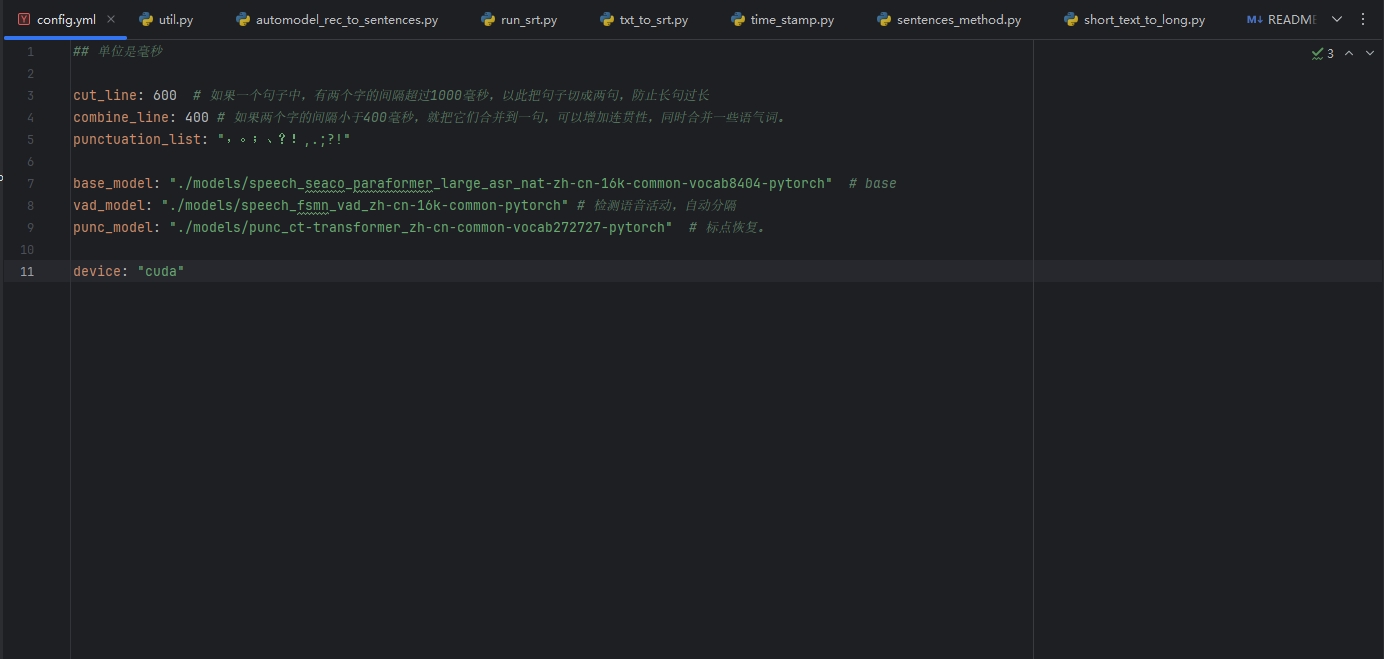 config.yml
util.py
automodel_rec_to_sentences.py
run_srt.py
txt_to_srt.py
time_stamp.py
sentences_method.py
short_text_to_long.py
M↓ README
3
1 ## 单位是毫秒
2
3 cut_line: 600  # 如果一个句子中，有两个字的间隔超过1000毫秒，以此把句子切成两句，防止长句过长
4 combine_line: 400 # 如果两个字的间隔小于400毫秒，就把它们合并到一句，可以增加连贯性，同时合并一些语气词。
5 punctuation_list: "，。；、？！,.;?!"
6
7 base_model: "./models/speech_seaco_paraformer_large_asr_nat-zh-cn-16k-common-vocab8404-pytorch"  # base
8 vad_model: "./models/speech_fsmn_vad_zh-cn-16k-common-pytorch" # 检测语音活动，自动分隔
9 punc_model: "./models/punc_ct-transformer_zh-cn-common-vocab272727-pytorch"  # 标点恢复。
10
11 device: "cuda"